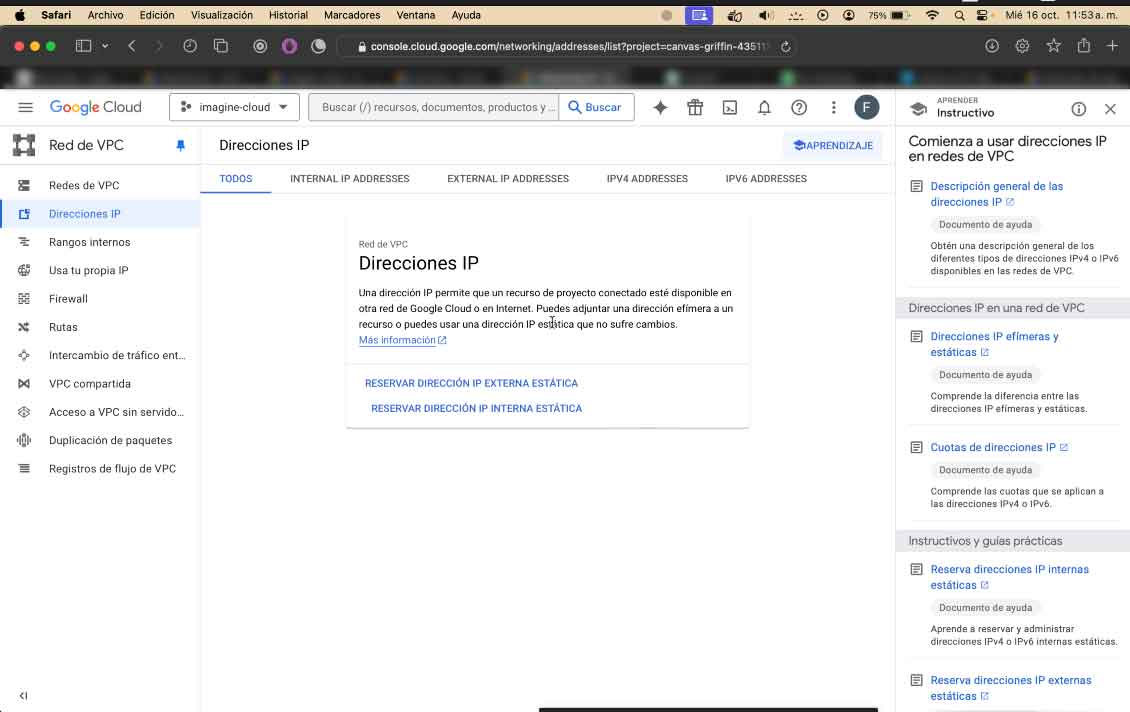 Safari Archivo Edición Visualización Historial Marcadores Ventana Ayuda 75% Mié 16 oct. 11:53 a. m.
console.cloud.google.com/networking/addresses/list?project=canvas-griffin-4351
Google Cloud imagine-cloud Buscar (/) recursos, documentos, productos y ... Buscar F
APRENDER
Instructivo
Red de VPC
Direcciones IP
APRENDIZAJE
TODOS INTERNAL IP ADDRESSES EXTERNAL IP ADDRESSES IPV4 ADDRESSES IPV6 ADDRESSES
Redes de VPC
Direcciones IP
Rangos internos
Usa tu propia IP
Firewall
Rutas
Intercambio de tráfico ent...
VPC compartida
Acceso a VPC sin servido...
Duplicación de paquetes
Registros de flujo de VPC
Red de VPC
Direcciones IP
Una dirección IP permite que un recurso de proyecto conectado esté disponible en
otra red de Google Cloud o en Internet. Puedes adjuntar una dirección efímera a un
recurso o puedes usar una dirección IP estática que no sufre cambios.
Más información
RESERVAR DIRECCIÓN IP EXTERNA ESTÁTICA
RESERVAR DIRECCIÓN IP INTERNA ESTÁTICA
Comienza a usar direcciones IP
en redes de VPC
Descripción general de las
direcciones IP
Documento de ayuda
Obtén una descripción general de los
diferentes tipos de direcciones IPv4 o IPv6
disponibles en las redes de VPC.
Direcciones IP en una red de VPC
Direcciones IP efímeras y
estáticas
Documento de ayuda
Comprende la diferencia entre las
direcciones IP efímeras y estáticas.
Cuotas de direcciones IP
Documento de ayuda
Comprende las cuotas que se aplican a
las direcciones IPv4 o IPv6.
Instructivos y guías prácticas
Reserva direcciones IP internas
estáticas
Documento de ayuda
Aprende a reservar y administrar
direcciones IPv4 o IPv6 internas estáticas.
Reserva direcciones IP externas
estáticas